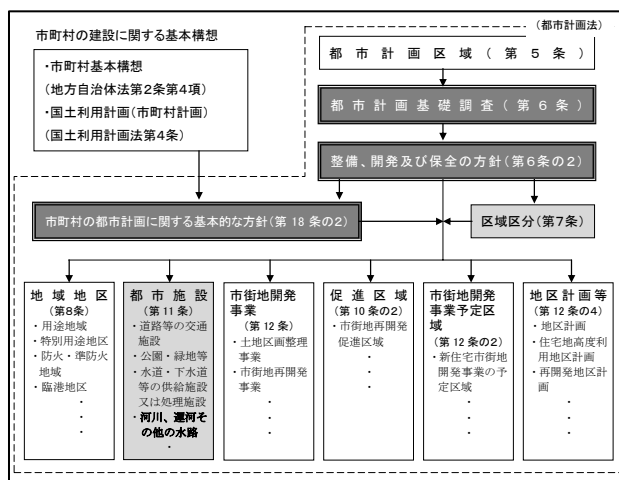 (都市計画法)
市町村の建設に関する基本構想
・市町村基本構想
(地方自治体法第2条第4項)
・国土利用計画(市町村計画)
(国土利用計画法第4条)
都市計画区域(第5条)
都市計画基礎調査(第6条)
整備、開発及び保全の方針(第6条の2)
市町村の都市計画に関する基本的な方針(第18条の2)
区域区分(第7条)
地域地区
(第8条)
・用途地域
・特別用途地区
・防火・準防火
地域
・臨港地区
・
・
・
都市施設
(第11条)
・道路等の交通
施設
・公園・緑地等
・水道・下水道
等の供給施設
又は処理施設
・河川、運河そ
の他の水路
・
市街地開発
事業
(第12条)
・土地区画整理
事業
・市街地再開発
事業
・
・
・
促進区域
(第10条の2)
・市街地再開発
促進区域
・
・
・
・
市街地開発
事業予定区
域
(第12条の2)
・新住宅市街地
開発事業の予
定区域
・
・
・
地区計画等
(第12条の4)
・地区計画
・住宅地高度利
用地区計画
・再開発地区計
画
・
・
・